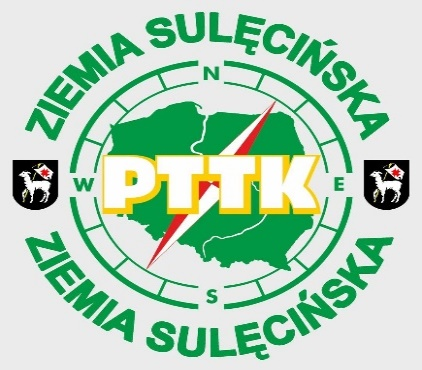 ZIEMIA SULĘCIŃSKA
N
W PTTK E
S
ZIEMIA SULĘCIŃSKA